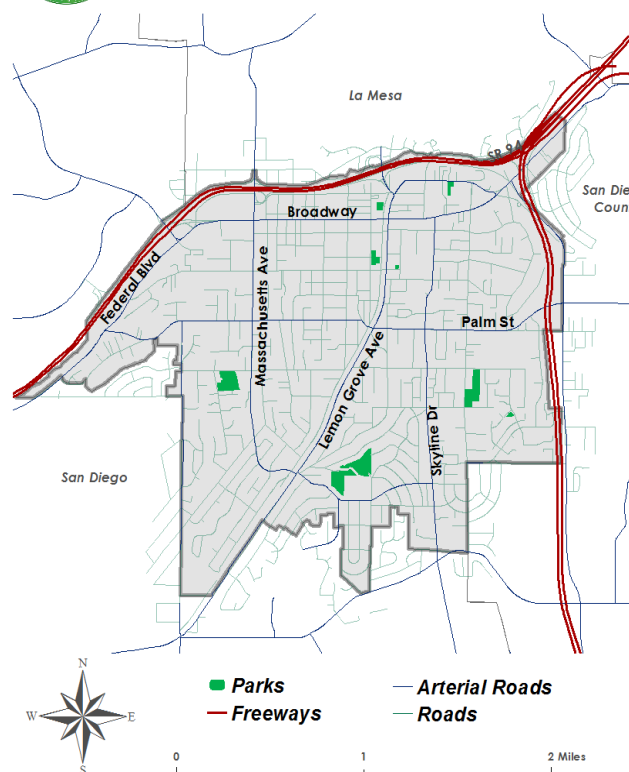 La Mesa
SR 94
San Die
Coun
Broadway
Federal Blvd
Massachusetts Ave
Palm St
Lemon Grove Ave
Skyline Dr
San Diego
N
W
E
S
Parks
Arterial Roads
Freeways
Roads
0
1
2 Miles